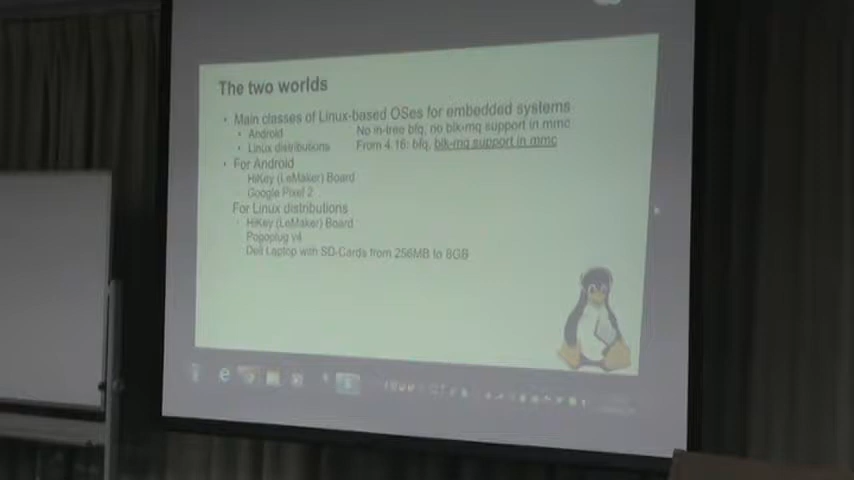 The two worlds
• Main classes of Linux-based OSes for embedded systems
• Android No in-tree bfq, no blk-mq support in mmc
• Linux distributions From 4.16: bfq, blk-mq support in mmc
• For Android
HiKey (LeMaker) Board
Google Pixel 2
For Linux distributions
HiKey (LeMaker) Board
Pogoplug v4
Dell Laptop with SD-Cards from 256MB to 8GB